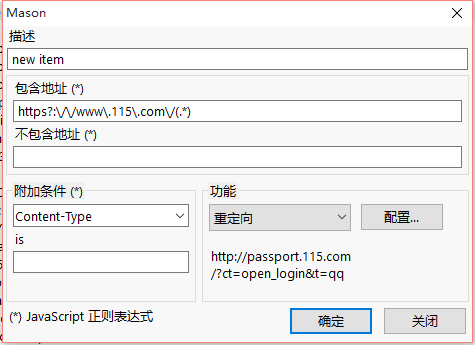 Mason
描述
new item
包含地址 (*)
https?:\/\/www\.115\.com\/(.*)
不包含地址 (*)
附加条件 (*)
功能
Content-Type
重定向
配置...
is
http://passport.115.com
/?ct=open_login&t=qq
(*) JavaScript 正则表达式
确定
关闭